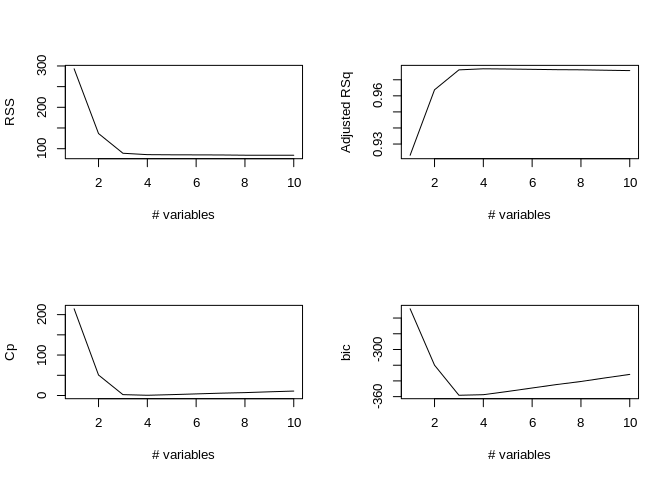 RSS
300
200
100
2 4 6 8 10
# variables
Adjusted RSq
0.96
0.93
2 4 6 8 10
# variables
Cp
200
100
0
2 4 6 8 10
# variables
bic
-300
-360
2 4 6 8 10
# variables